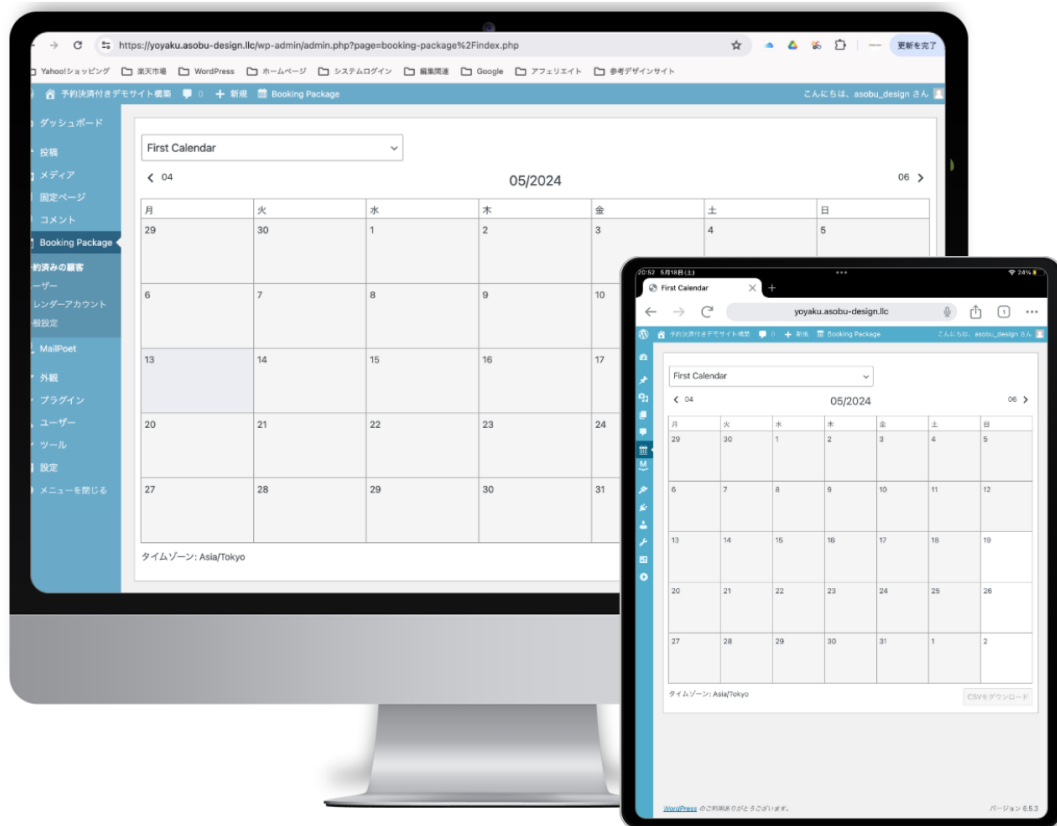 https://yoyaku.asobu-design.llc/wp-admin/admin.php?page=booking-package%2Findex.php
更新を完了
Yahoo!ショッピング 楽天市場 WordPress ホームページ システムログイン 編集関連 Google アフェリエイト 参考デザインサイト
予約決済付きデモサイト構築 0 + 新規 Booking Package
こんにちは、asobu_design さん
ダッシュボード
投稿
メディア
固定ページ
コメント
Booking Package
約済みの顧客
ーザー
レンダーアカウント
般設定
MailPoet
外観
プラグイン
ユーザー
ツール
設定
メニューを閉じる
First Calendar
04 05/2024 06
月 火 水 木 金 土 日
29 30 1 2 3 4 5
6 7 8 9 10
13 14 15 16 17
20 21 22 23 24
27 28 29 30 31
タイムゾーン: Asia/Tokyo
20:52 5月18日(土) 24%
First Calendar
yoyaku.asobu-design.llc
1
予約決済付きデモサイト構築 0 + 新規 Booking Package
こんにちは、asobu_design さん
First Calendar
04 05/2024 06
月 火 水 木 金 土 日
29 30 1 2 3 4 5
6 7 8 9 10 11 12
13 14 15 16 17 18 19
20 21 22 23 24 25 26
27 28 29 30 31 1 2
タイムゾーン: Asia/Tokyo
CSVをダウンロード
WordPress のご利用ありがとうございます。
バージョン 6.5.3